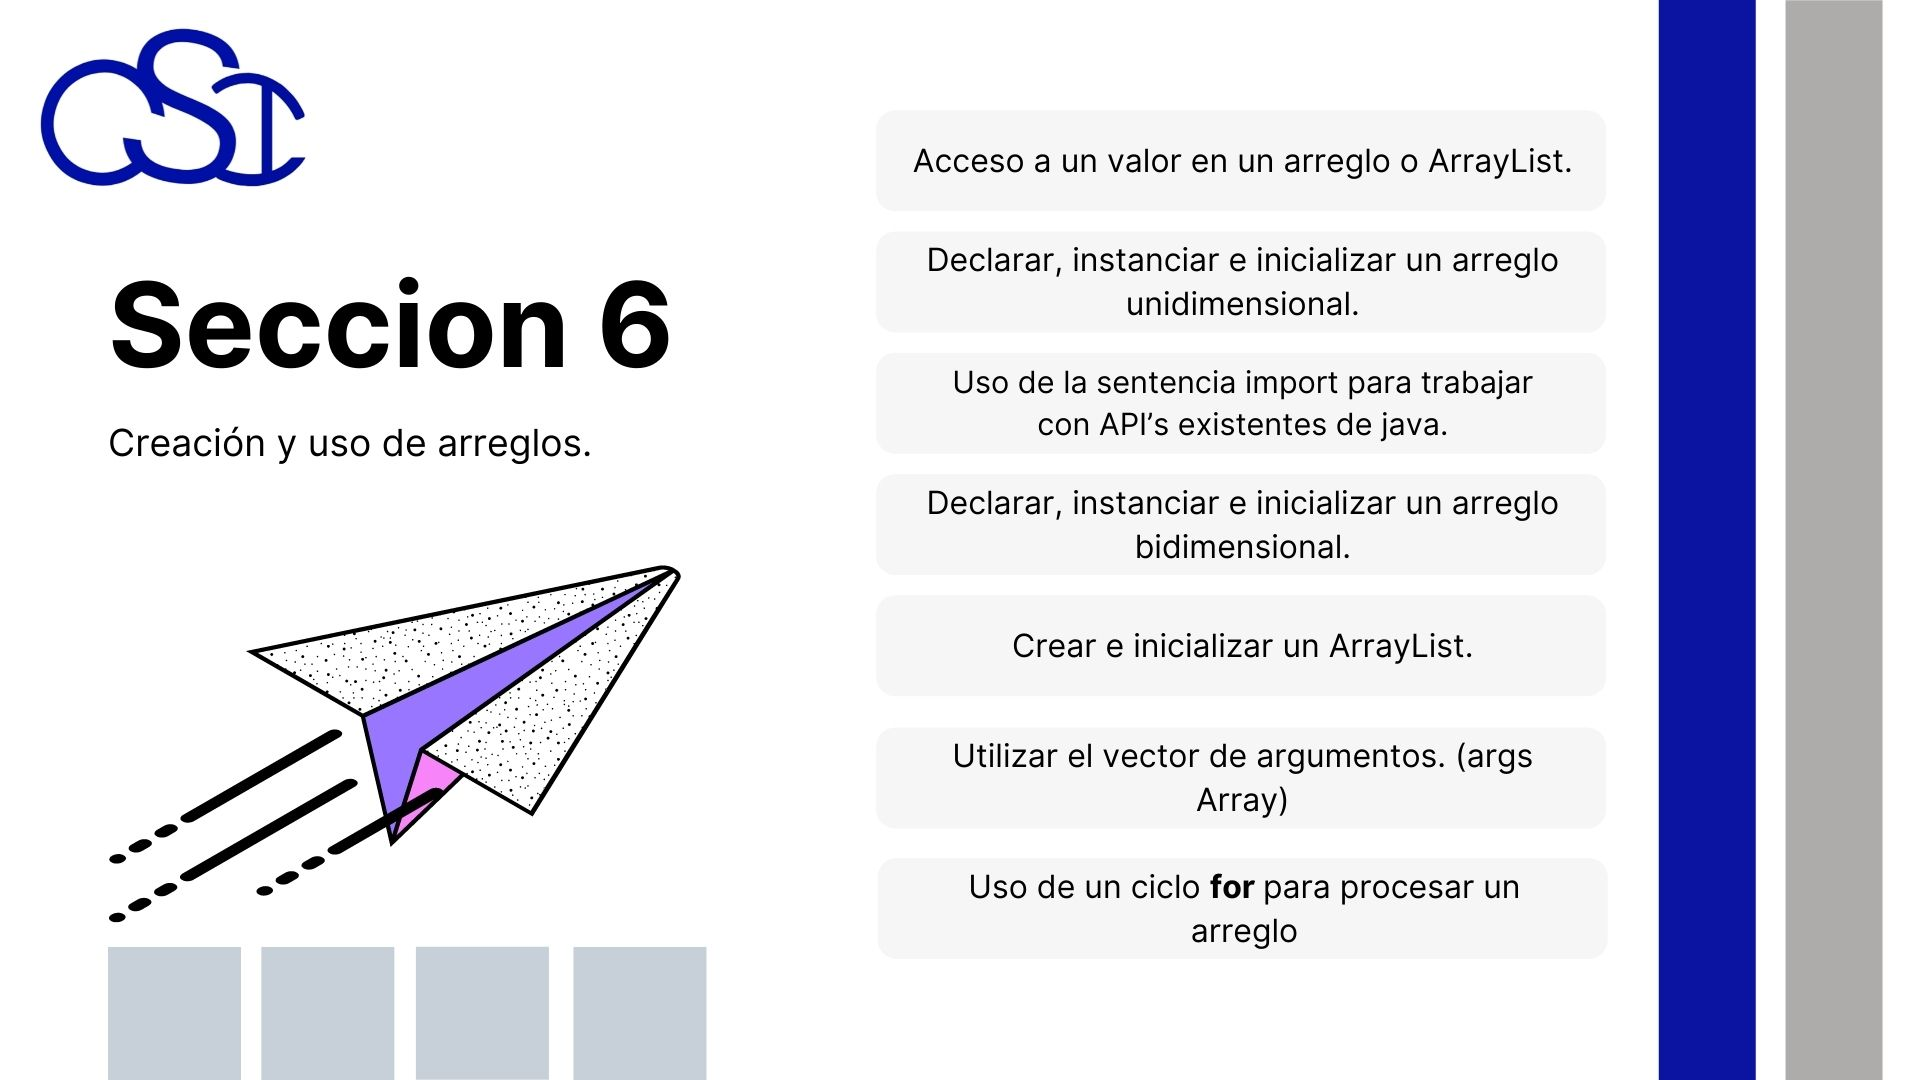 CSTI
Seccion 6
Creación y uso de arreglos.
Acceso a un valor en un arreglo o ArrayList.
Declarar, instanciar e inicializar un arreglo
unidimensional.
Uso de la sentencia import para trabajar
con API’s existentes de java.
Declarar, instanciar e inicializar un arreglo
bidimensional.
Crear e inicializar un ArrayList.
Utilizar el vector de argumentos. (args
Array)
Uso de un ciclo for para procesar un
arreglo